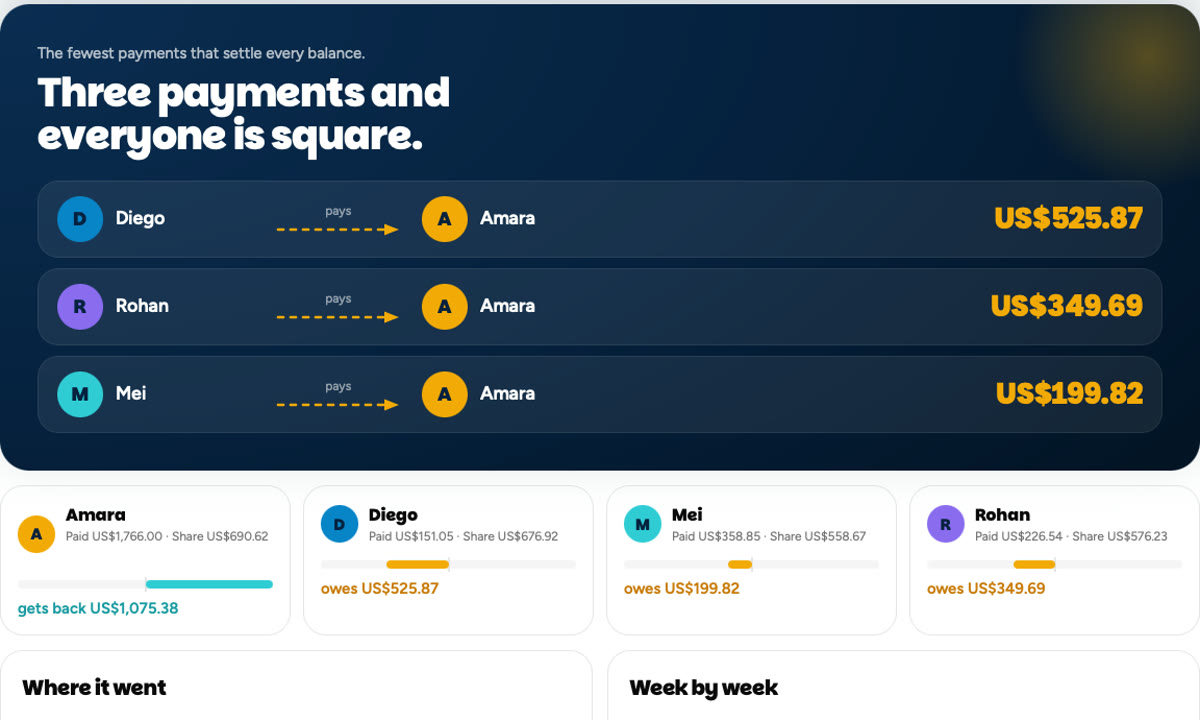 The fewest payments that settle every balance.
Three payments and
everyone is square.
D Diego pays A Amara US$525.87
R Rohan pays A Amara US$349.69
M Mei pays A Amara US$199.82
A Amara
Paid US$1,766.00 · Share US$690.62
gets back US$1,075.38
D Diego
Paid US$151.05 · Share US$676.92
owes US$525.87
M Mei
Paid US$358.85 · Share US$558.67
owes US$199.82
R Rohan
Paid US$226.54 · Share US$576.23
owes US$349.69
Where it went
Week by week